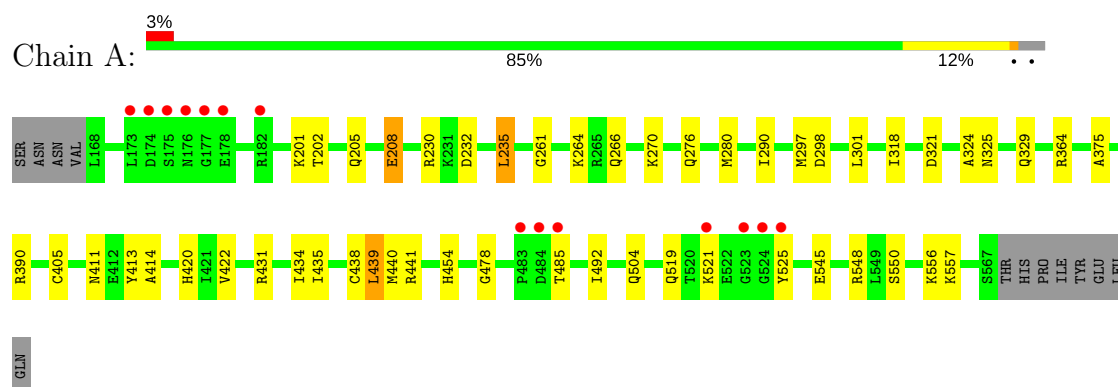 3%
Chain A:
85% 12% • •
SER ASN ASN VAL L168 L173 D174 S175 N176 G177 E178 R182 K201 T202 Q205 E208 R230 K231 D232 L235 G261 K264 R265 Q266 K270 Q276 M280 I290 M297 D298 L301 I318 D321 A324 N325 Q329 R364 A375
R390 C405 N411 E412 Y413 A414 H420 I421 V422 R431 I434 I435 C438 L439 M440 R441 H454 G478 P483 D484 T485 I492 Q504 Q519 T520 K521 E522 G523 G524 Y525 E545 R548 L549 S550 K556 K557 S567 THR HIS PRO ILE TYR GLU LEU
GLN